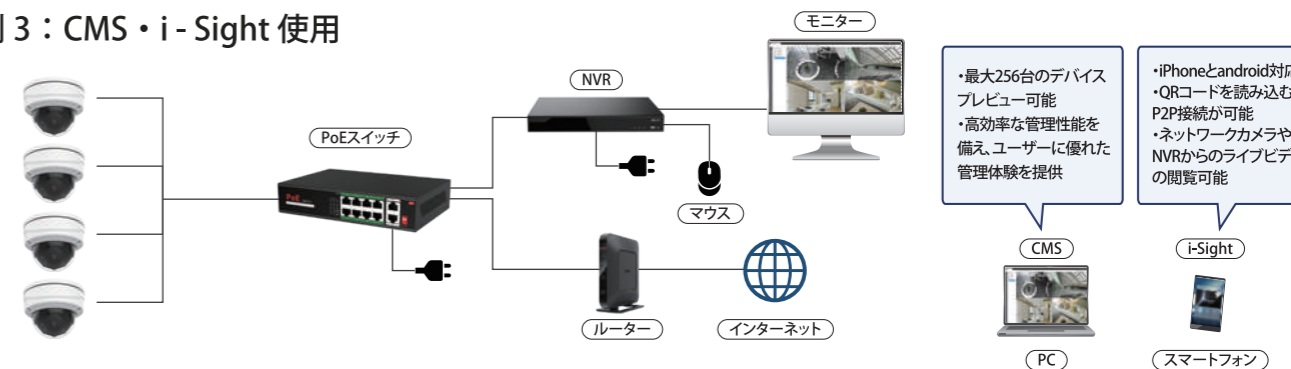 3：CMS・i - Sight 使用
モニター
NVR
PoEスイッチ
PoE
マウス
ルーター
インターネット
・最大256台のデバイス
プレビュー可能
・高効率な管理性能を
備え、ユーザーに優れた
管理体験を提供
CMS
PC
・iPhoneとandroid対応
・QRコードを読み込む
P2P接続が可能
・ネットワークカメラや
NVRからのライブビデ
の閲覧可能
i-Sight
スマートフォン